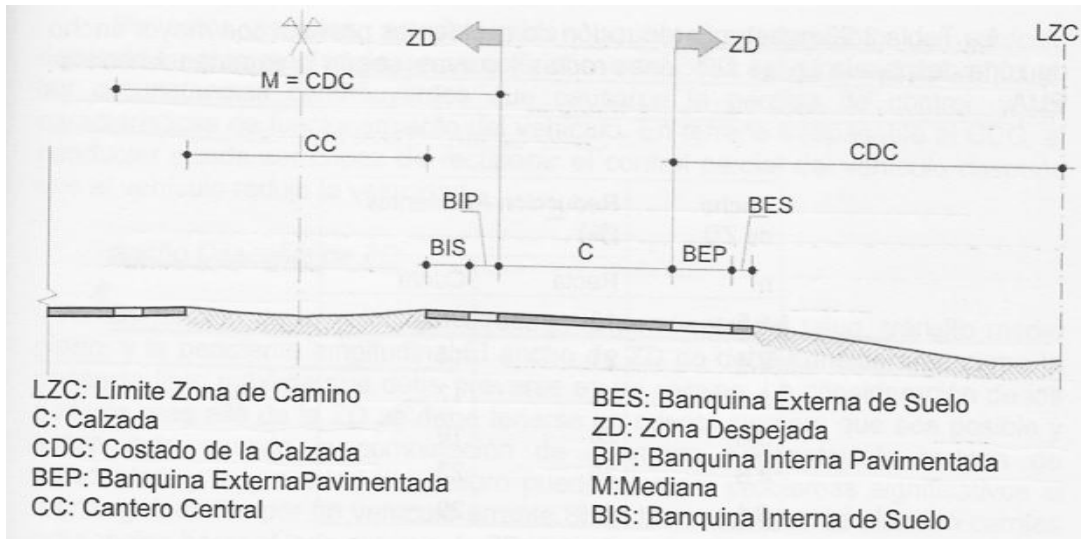 ZD
ZD
LZC
M = CDC
CC
CDC
BIP
BES
BIS
C
BEP
LZC: Límite Zona de Camino
C: Calzada
CDC: Costado de la Calzada
BEP: Banquina ExternaPavimentada
CC: Cantero Central
BES: Banquina Externa de Suelo
ZD: Zona Despejada
BIP: Banquina Interna Pavimentada
M:Mediana
BIS: Banquina Interna de Suelo